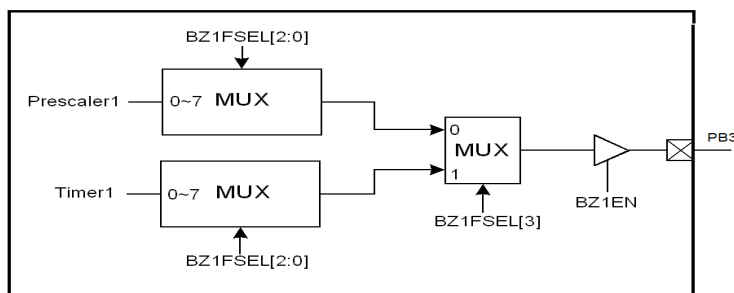 BZ1FSEL[2:0]
Prescaler1
0~7 MUX
0
MUX
1
PB3
Timer1
0~7 MUX
BZ1EN
BZ1FSEL[3]
BZ1FSEL[2:0]